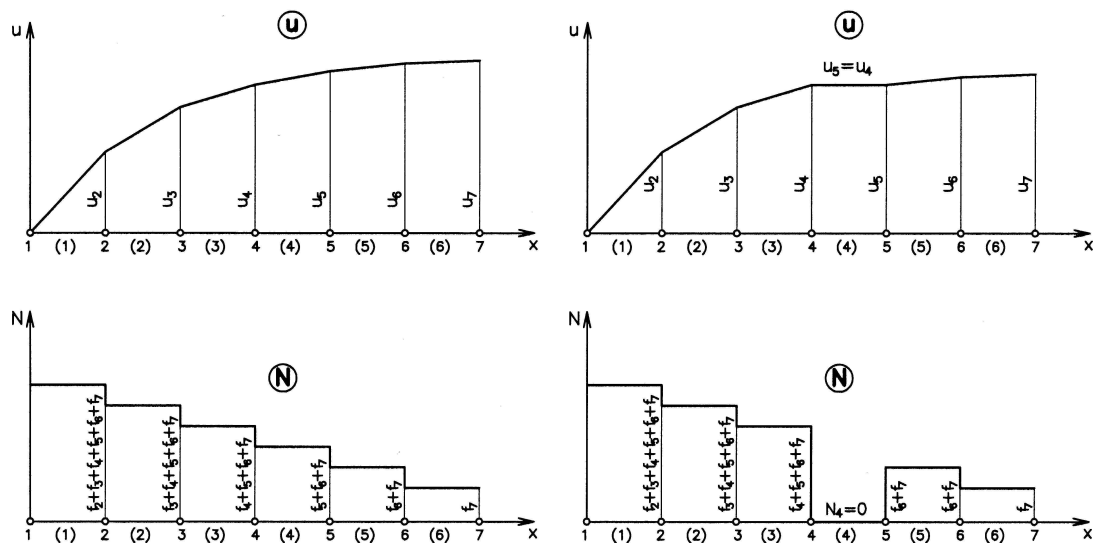 u
u
u₂
u₃
u₄
u₅
u₆
u₇
1 (1) 2 (2) 3 (3) 4 (4) 5 (5) 6 (6) 7 x
u
u
u₅=u₄
u₂
u₃
u₄
u₅
u₆
u₇
1 (1) 2 (2) 3 (3) 4 (4) 5 (5) 6 (6) 7 x
N
N
f₂+f₃+f₄+f₅+f₆+f₇
f₃+f₄+f₅+f₆+f₇
f₄+f₅+f₆+f₇
f₅+f₆+f₇
f₆+f₇
f₇
1 (1) 2 (2) 3 (3) 4 (4) 5 (5) 6 (6) 7 x
N
N
f₂+f₃+f₄+f₅+f₆+f₇
f₃+f₄+f₅+f₆+f₇
f₄+f₅+f₆+f₇
N₄=0
f₆+f₇
f₆+f₇
f₇
1 (1) 2 (2) 3 (3) 4 (4) 5 (5) 6 (6) 7 x